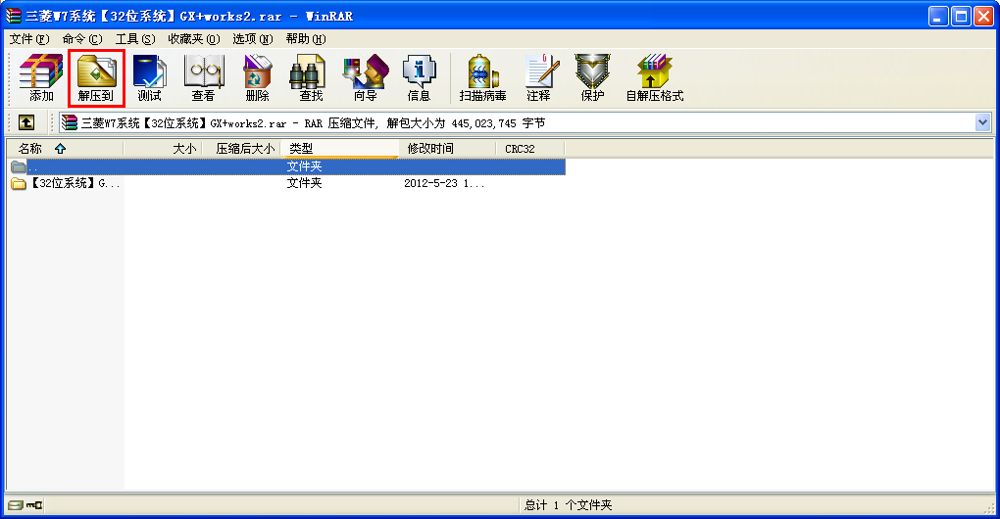 三菱W7系统【32位系统】GX+works2.rar - WinRAR
文件(F) 命令(C) 工具(S) 收藏夹(O) 选项(N) 帮助(H)
添加 解压到 测试 查看 删除 查找 向导 信息 扫描病毒 注释 保护 自解压格式
三菱W7系统【32位系统】GX+works2.rar - RAR 压缩文件, 解包大小为 445,023,745 字节
名称 大小 压缩后大小 类型 修改时间 CRC32
.. 文件夹
【32位系统】G... 文件夹 2012-5-23 1...
总计 1 个文件夹